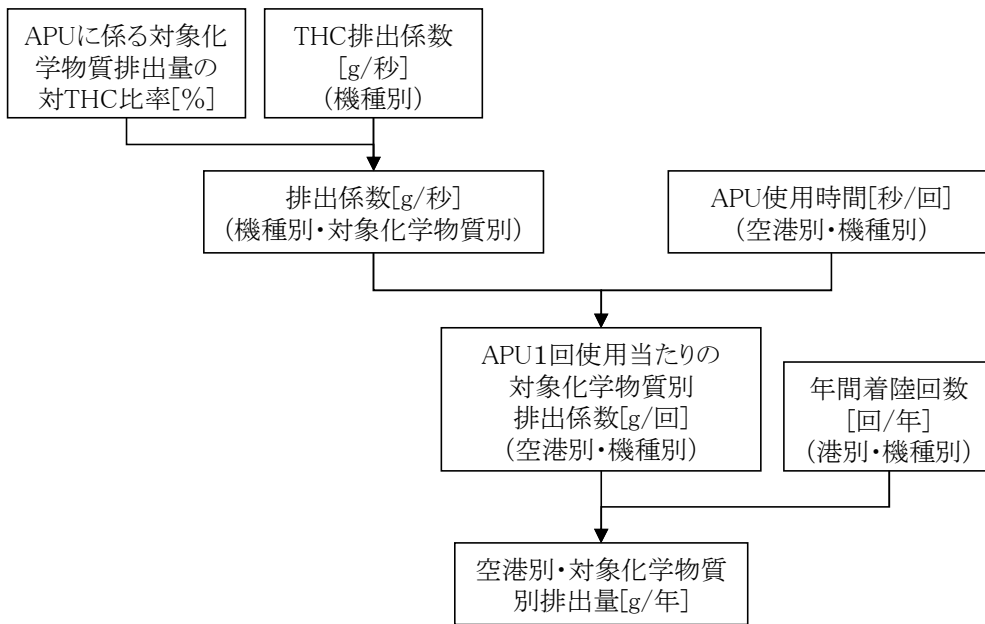 APUに係る対象化
学物質排出量の
対THC比率[%]
THC排出係数
[g/秒]
(機種別)
排出係数[g/秒]
(機種別・対象化学物質別)
APU使用時間[秒/回]
(空港別・機種別)
APU1回使用当たりの
対象化学物質別
排出係数[g/回]
(空港別・機種別)
年間着陸回数
[回/年]
(港別・機種別)
空港別・対象化学物質
別排出量[g/年]